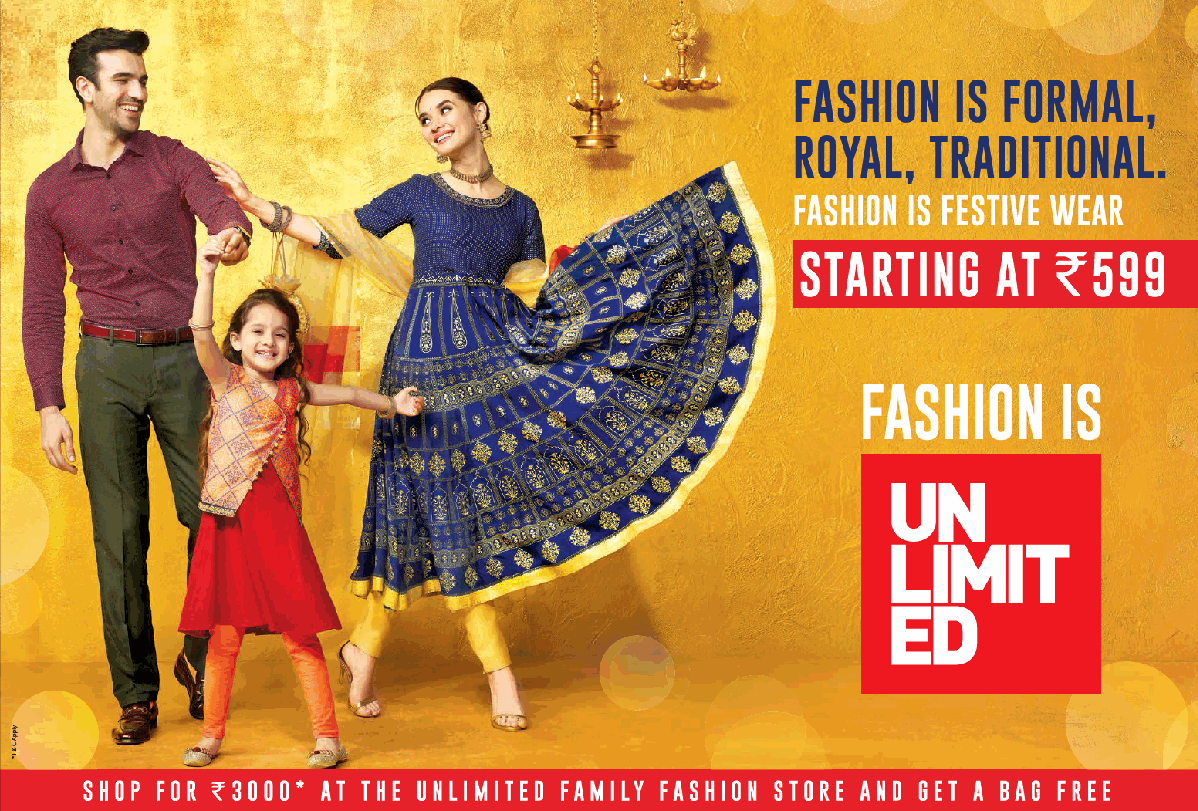 FASHION IS FORMAL,
ROYAL, TRADITIONAL.
FASHION IS FESTIVE WEAR
STARTING AT ₹599
FASHION IS
UN
LIMIT
ED
*T&C Apply
SHOP FOR ₹3000* AT THE UNLIMITED FAMILY FASHION STORE AND GET A BAG FREE